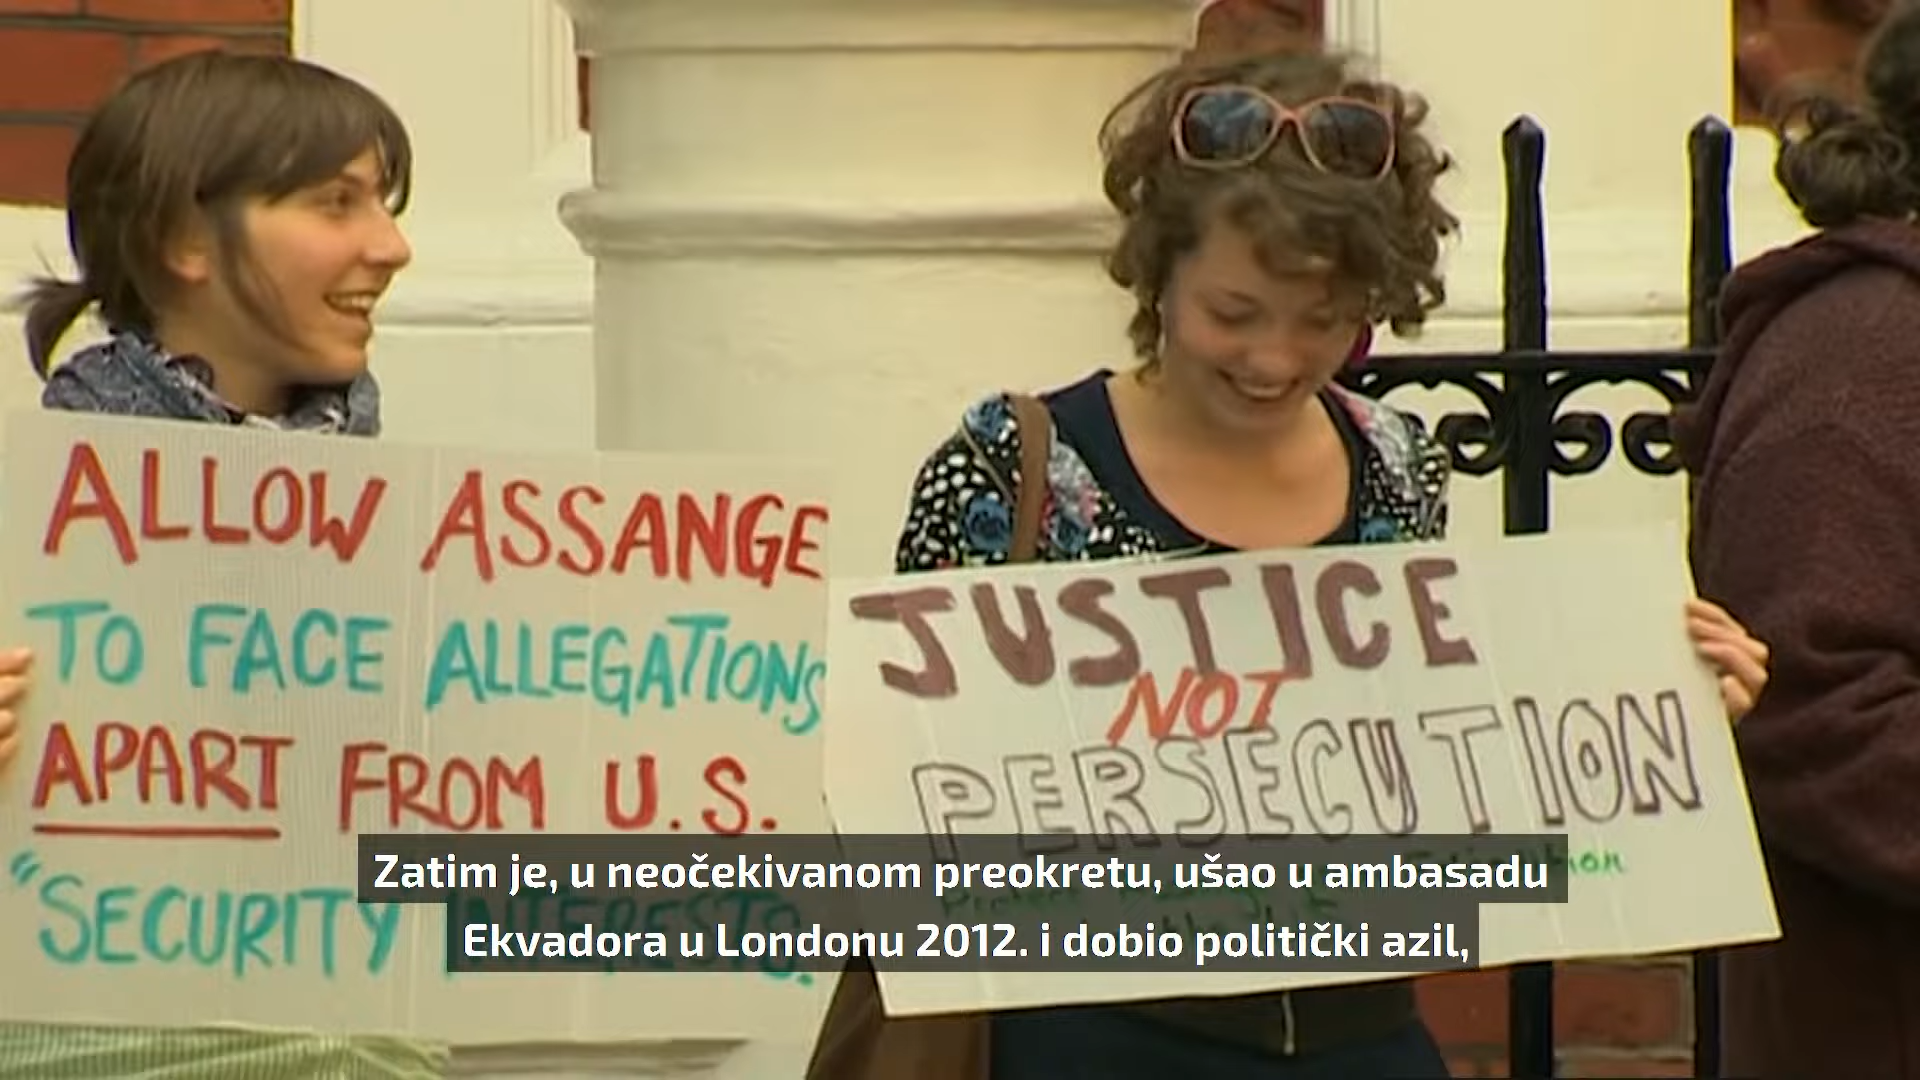 ALLOW ASSANGE
TO FACE ALLEGATIONS
APART FROM U.S.
"SECURITY INTERESTS.
JUSTICE
NOT
PERSECUTION
Zatim je, u neočekivanom preokretu, ušao u ambasadu
Ekvadora u Londonu 2012. i dobio politički azil,